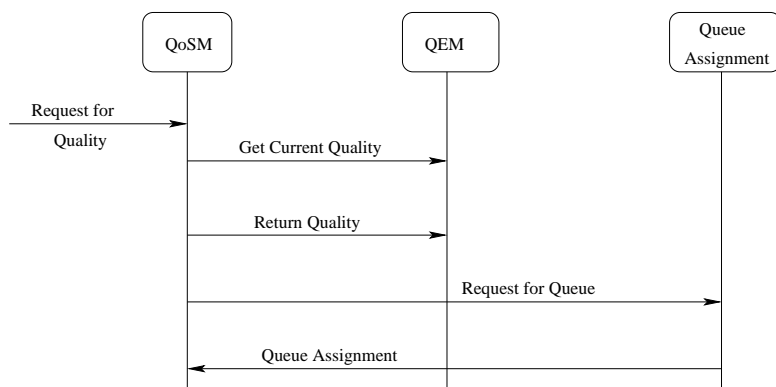 QoSM
QEM
Queue
Assignment
Request for
Quality
Get Current Quality
Return Quality
Request for Queue
Queue Assignment